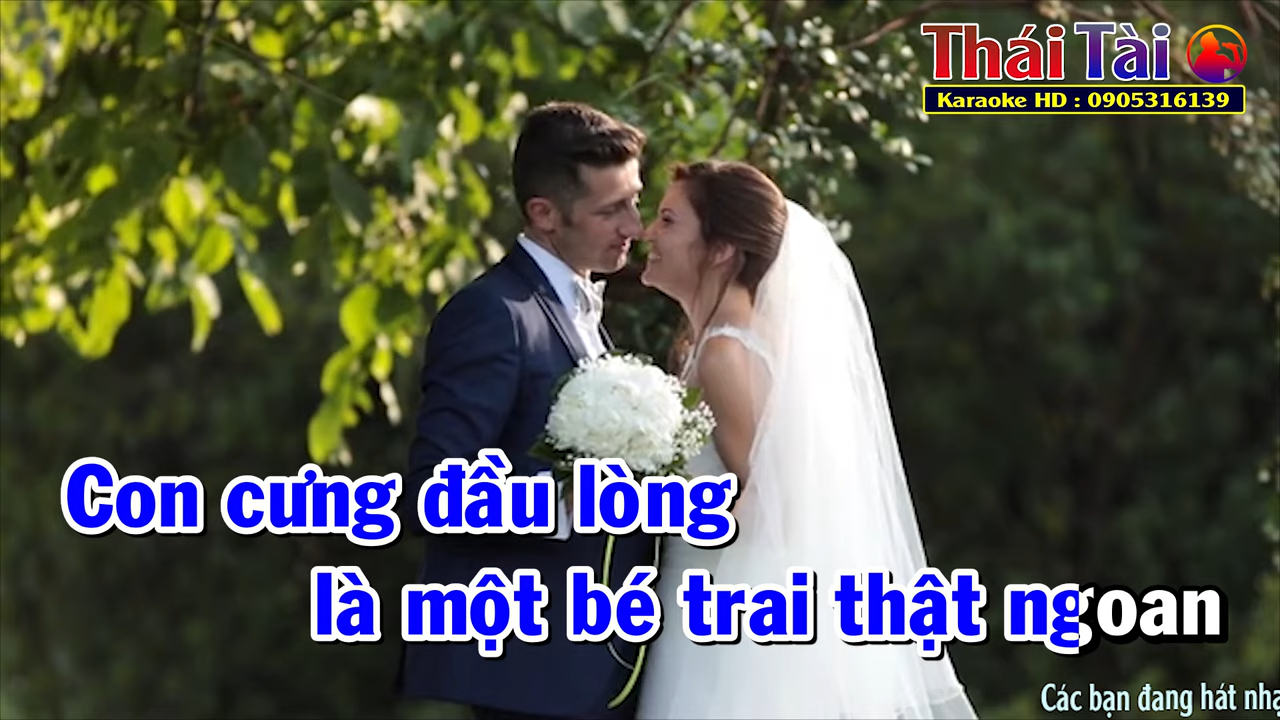 Thái Tài
Karaoke HD : 0905316139
Con cưng đầu lòng
là một bé trai thật ngoan
Các bạn đang hát